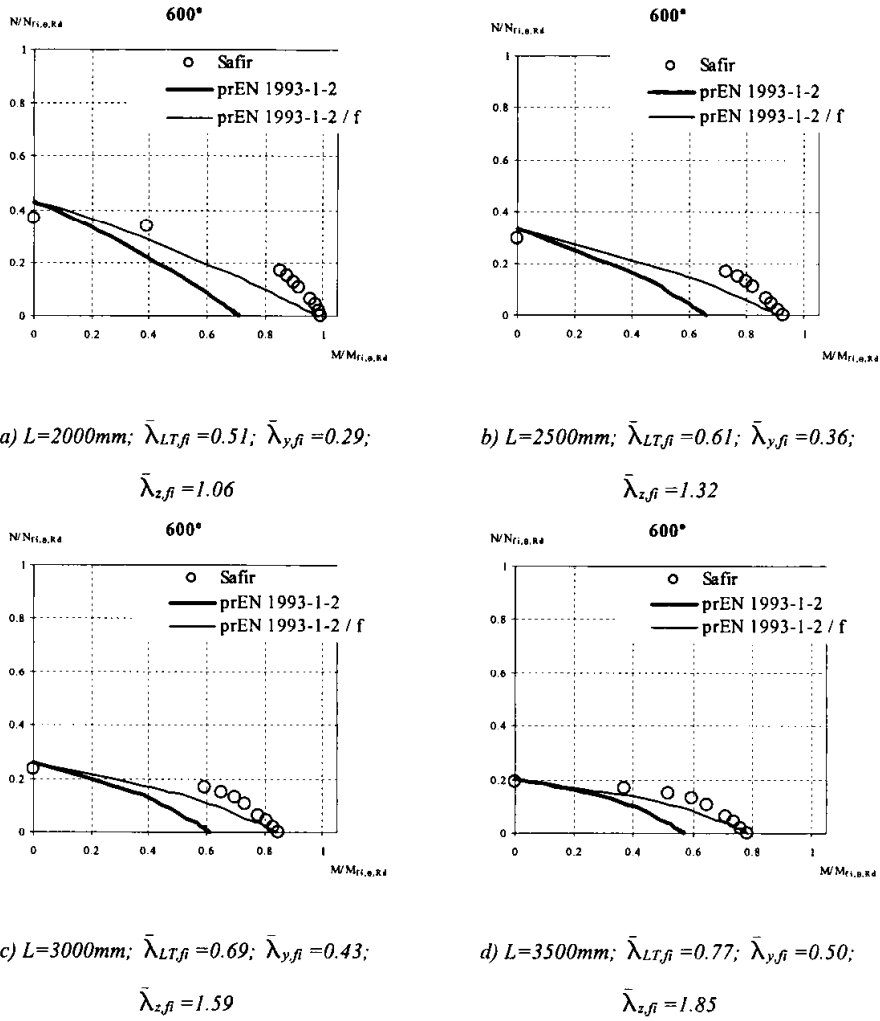 N/Nfi,θ,Rd
600°
1
Safir
prEN 1993-1-2
prEN 1993-1-2 / f
0.8
0.6
0.4
0.2
0
0 0.2 0.4 0.6 0.8 1
M/Mfi,θ,Rd
a) L=2000mm; λ̄LT,fi =0.51; λ̄y,fi =0.29;
λ̄z,fi =1.06
N/Nfi,θ,Rd
600°
1
Safir
prEN 1993-1-2
prEN 1993-1-2 / f
0.8
0.6
0.4
0.2
0
0 0.2 0.4 0.6 0.8 1
M/Mfi,θ,Rd
b) L=2500mm; λ̄LT,fi =0.61; λ̄y,fi =0.36;
λ̄z,fi =1.32
N/Nfi,θ,Rd
600°
1
Safir
prEN 1993-1-2
prEN 1993-1-2 / f
0.8
0.6
0.4
0.2
0
0 0.2 0.4 0.6 0.8 1
M/Mfi,θ,Rd
c) L=3000mm; λ̄LT,fi =0.69; λ̄y,fi =0.43;
λ̄z,fi =1.59
N/Nfi,θ,Rd
600°
1
Safir
prEN 1993-1-2
prEN 1993-1-2 / f
0.8
0.6
0.4
0.2
0
0 0.2 0.4 0.6 0.8 1
M/Mfi,θ,Rd
d) L=3500mm; λ̄LT,fi =0.77; λ̄y,fi =0.50;
λ̄z,fi =1.85